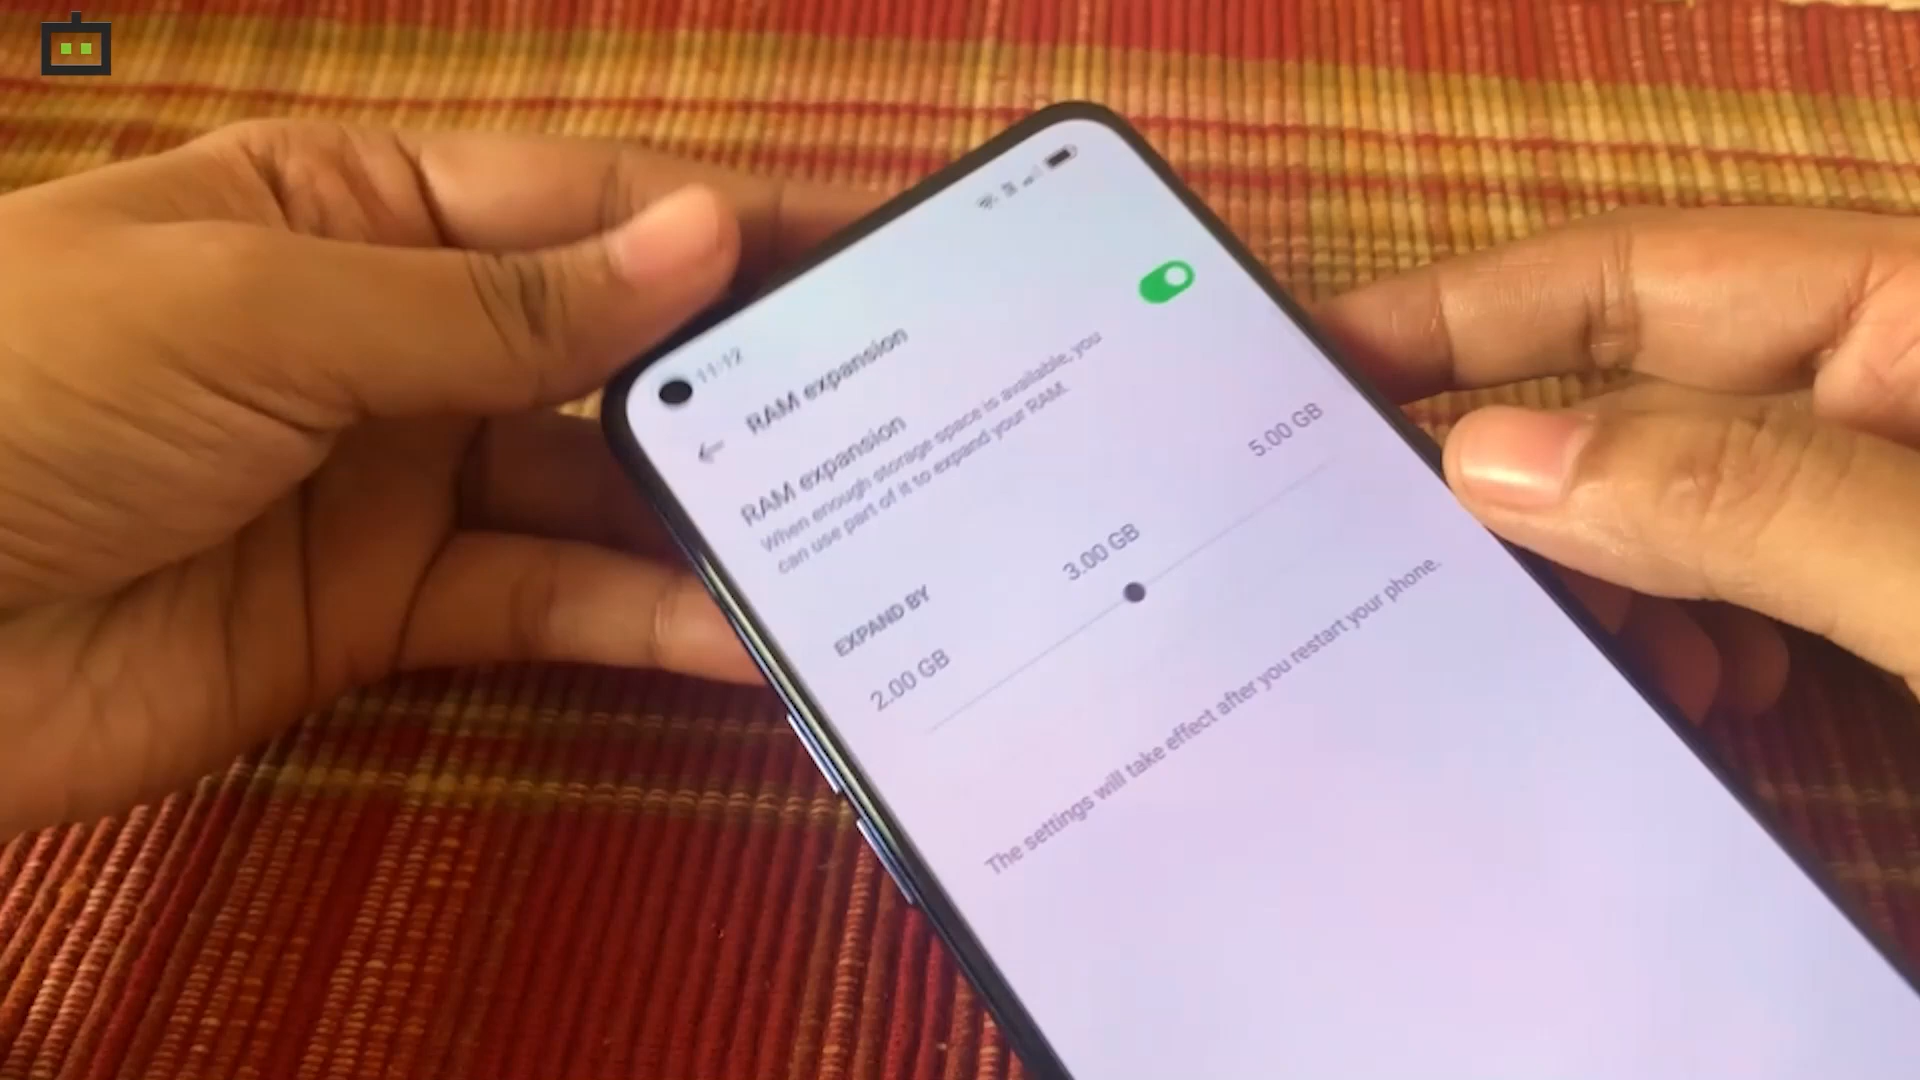 11:12
RAM expansion
RAM expansion
When enough storage space is available, you
can use part of it to expand your RAM.
EXPAND BY
2.00 GB
3.00 GB
5.00 GB
The settings will take effect after you restart your phone.